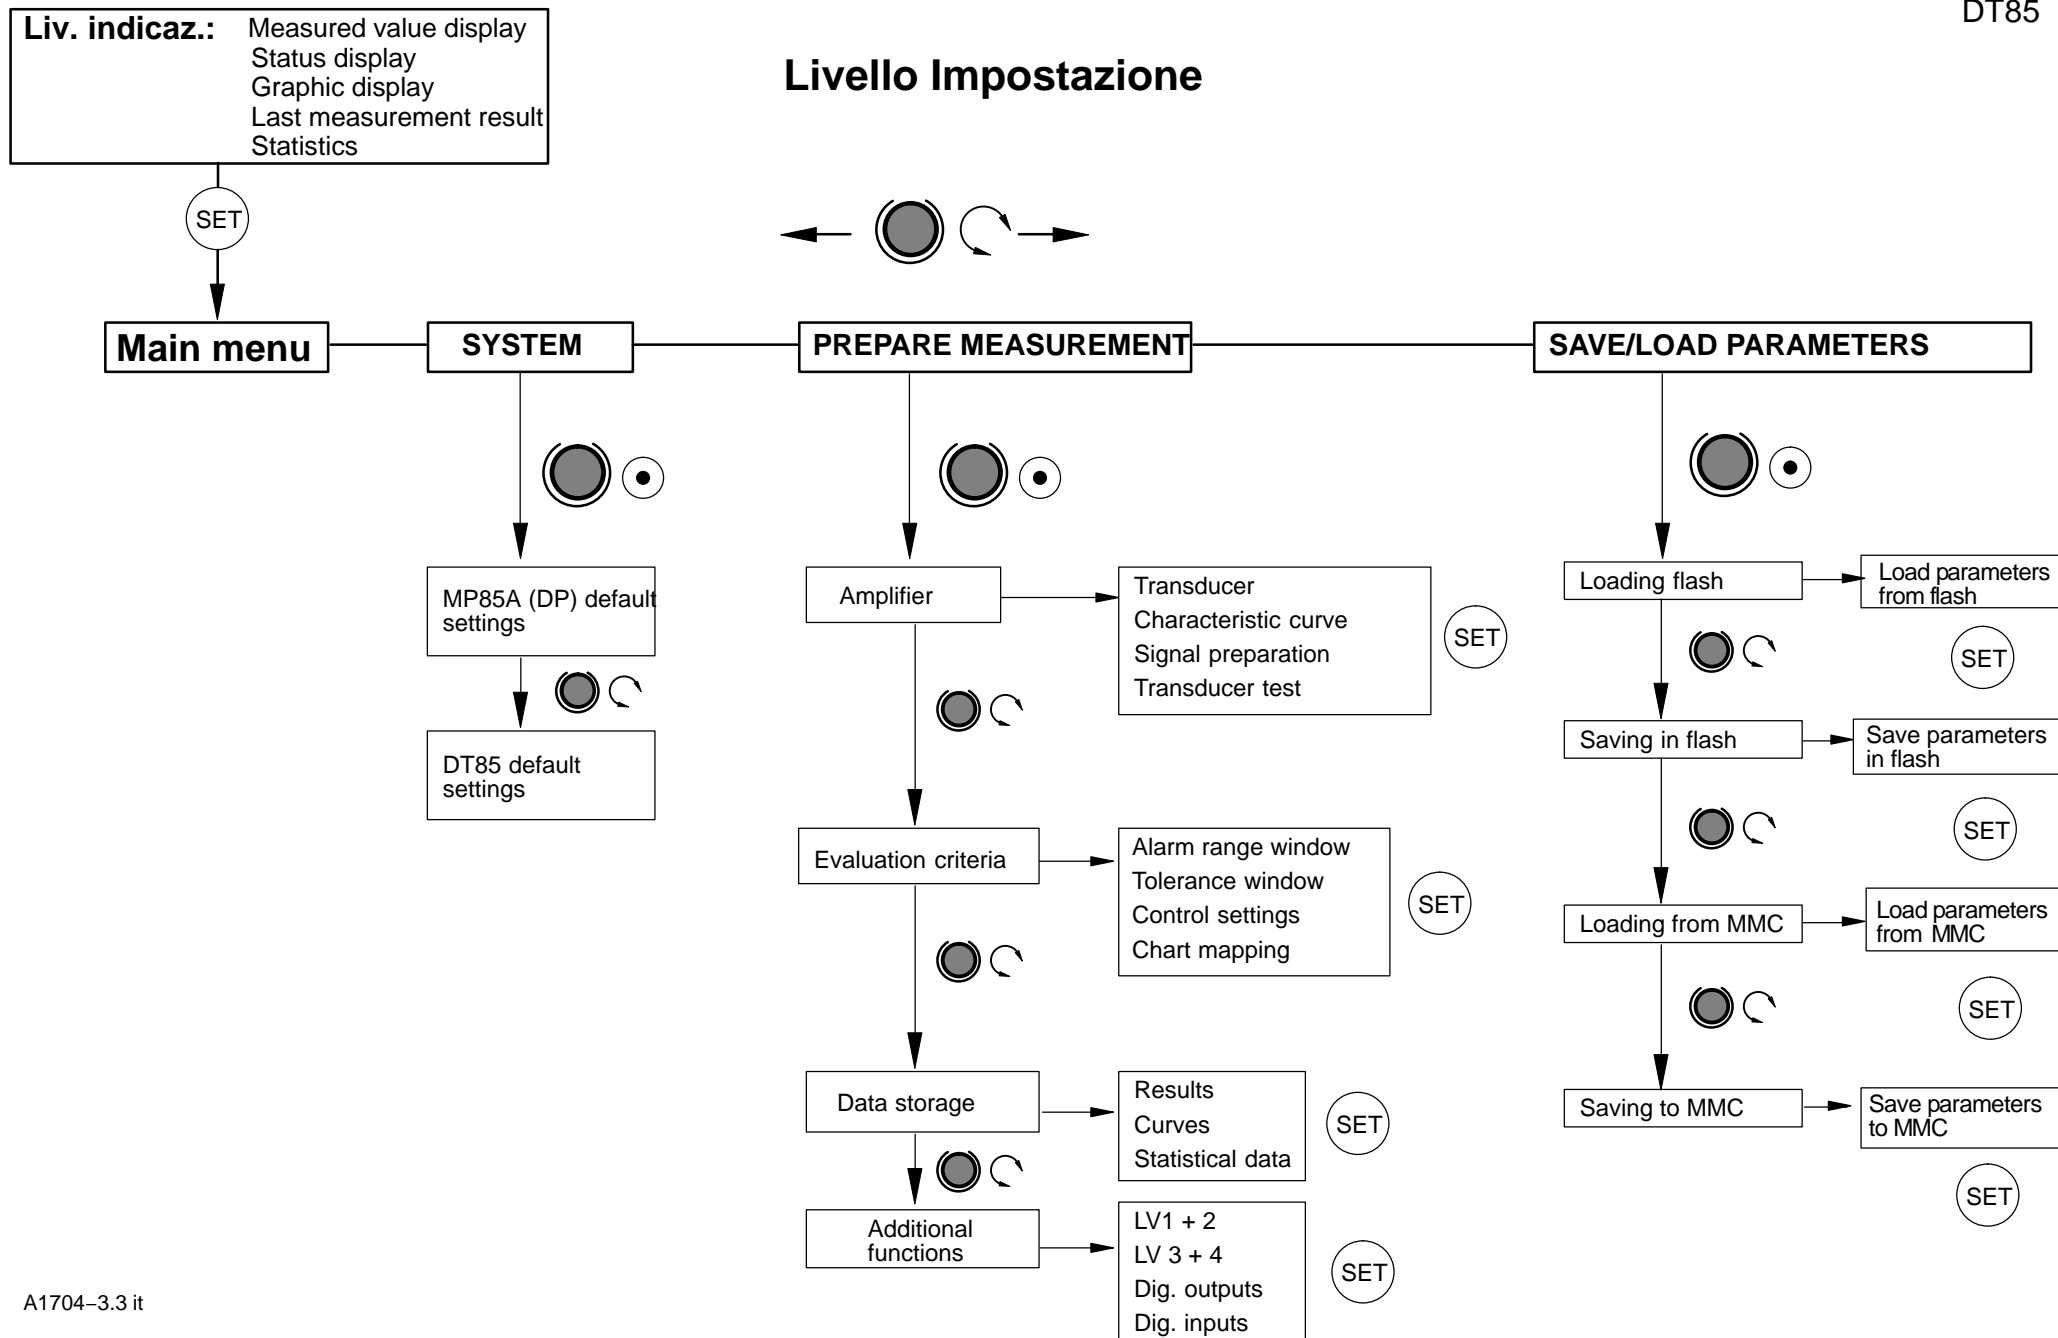 DT85
Liv. indicaz.: Measured value display
Status display
Graphic display
Last measurement result
Statistics
Livello Impostazione
SET
Main menu
SYSTEM
PREPARE MEASUREMENT
SAVE/LOAD PARAMETERS
MP85A (DP) default
settings
DT85 default
settings
Amplifier
Transducer
Characteristic curve
Signal preparation
Transducer test
SET
Evaluation criteria
Alarm range window
Tolerance window
Control settings
Chart mapping
SET
Data storage
Results
Curves
Statistical data
SET
Additional
functions
LV1 + 2
LV 3 + 4
Dig. outputs
Dig. inputs
SET
Loading flash
Load parameters
from flash
SET
Saving in flash
Save parameters
in flash
SET
Loading from MMC
Load parameters
from MMC
SET
Saving to MMC
Save parameters
to MMC
SET
A1704−3.3 it